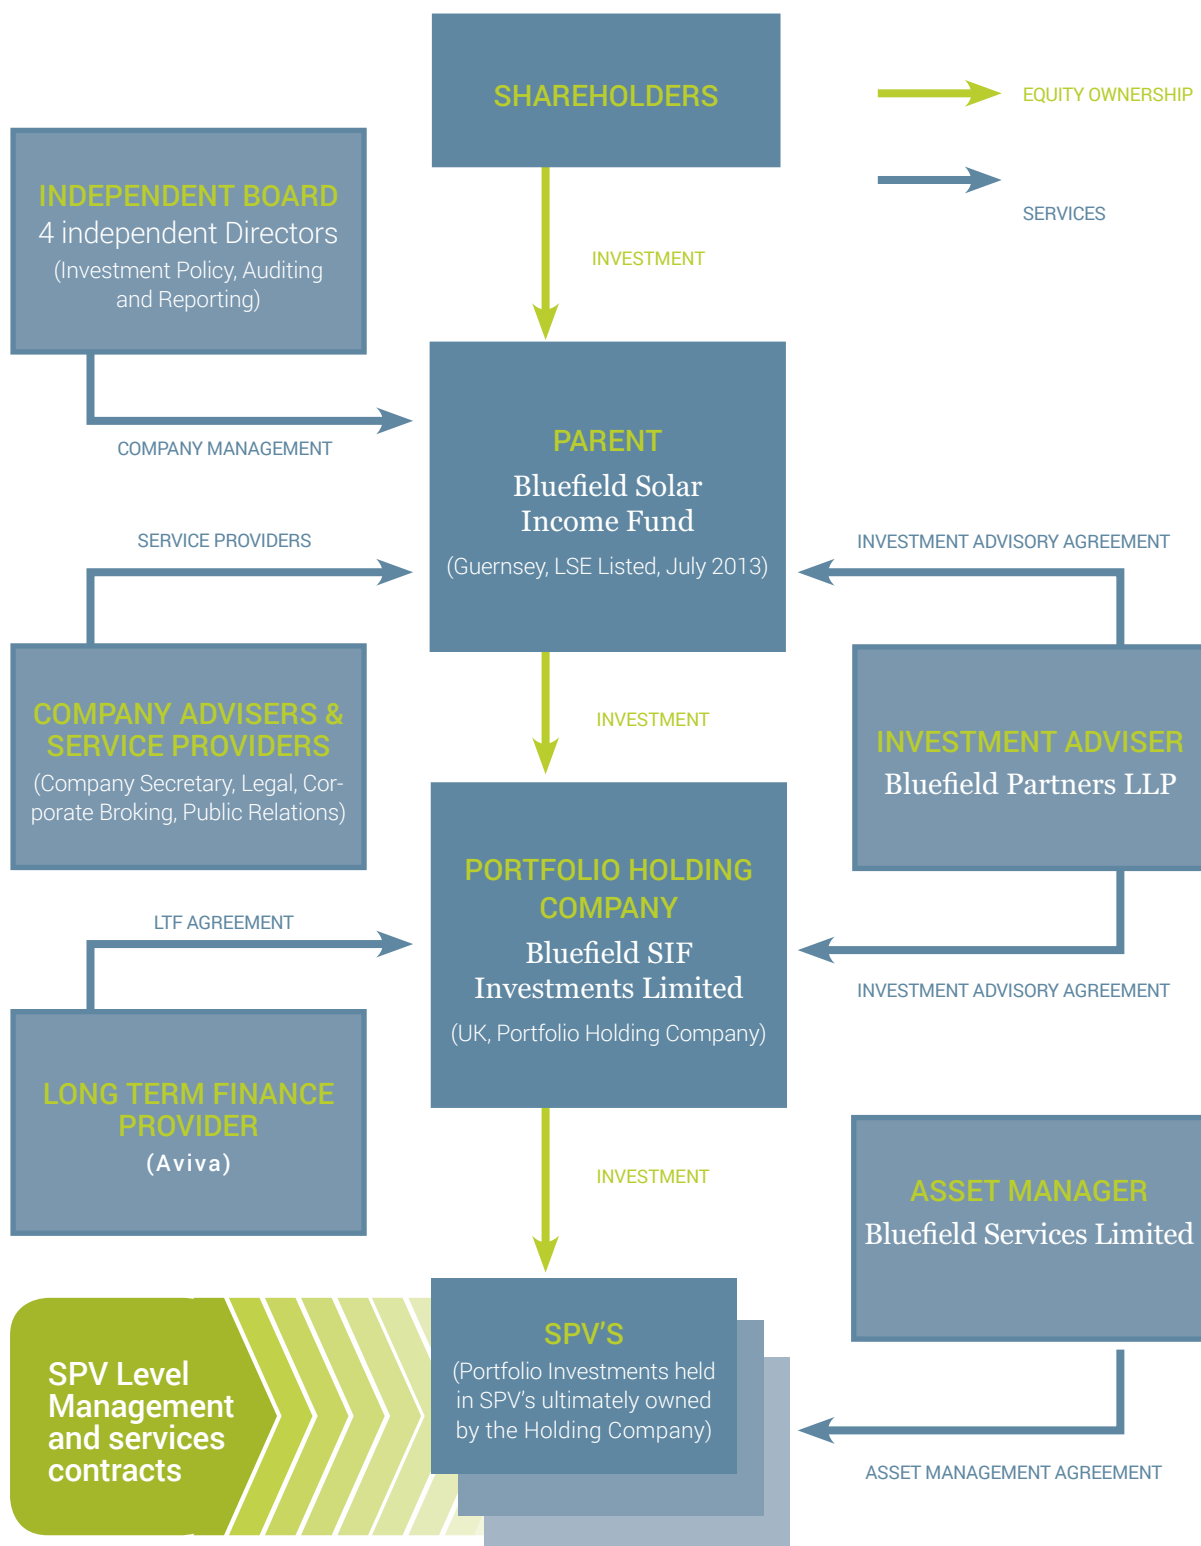 SHAREHOLDERS
EQUITY OWNERSHIP
SERVICES
INDEPENDENT BOARD
4 independent Directors
(Investment Policy, Auditing
and Reporting)
INVESTMENT
COMPANY MANAGEMENT
PARENT
Bluefield Solar
Income Fund
(Guernsey, LSE Listed, July 2013)
SERVICE PROVIDERS
INVESTMENT ADVISORY AGREEMENT
COMPANY ADVISERS &
SERVICE PROVIDERS
(Company Secretary, Legal, Cor-
porate Broking, Public Relations)
INVESTMENT
INVESTMENT ADVISER
Bluefield Partners LLP
PORTFOLIO HOLDING
COMPANY
Bluefield SIF
Investments Limited
(UK, Portfolio Holding Company)
LTF AGREEMENT
INVESTMENT ADVISORY AGREEMENT
LONG TERM FINANCE
PROVIDER
(Aviva)
INVESTMENT
ASSET MANAGER
Bluefield Services Limited
SPV Level
Management
and services
contracts
SPV'S
(Portfolio Investments held
in SPV's ultimately owned
by the Holding Company)
ASSET MANAGEMENT AGREEMENT